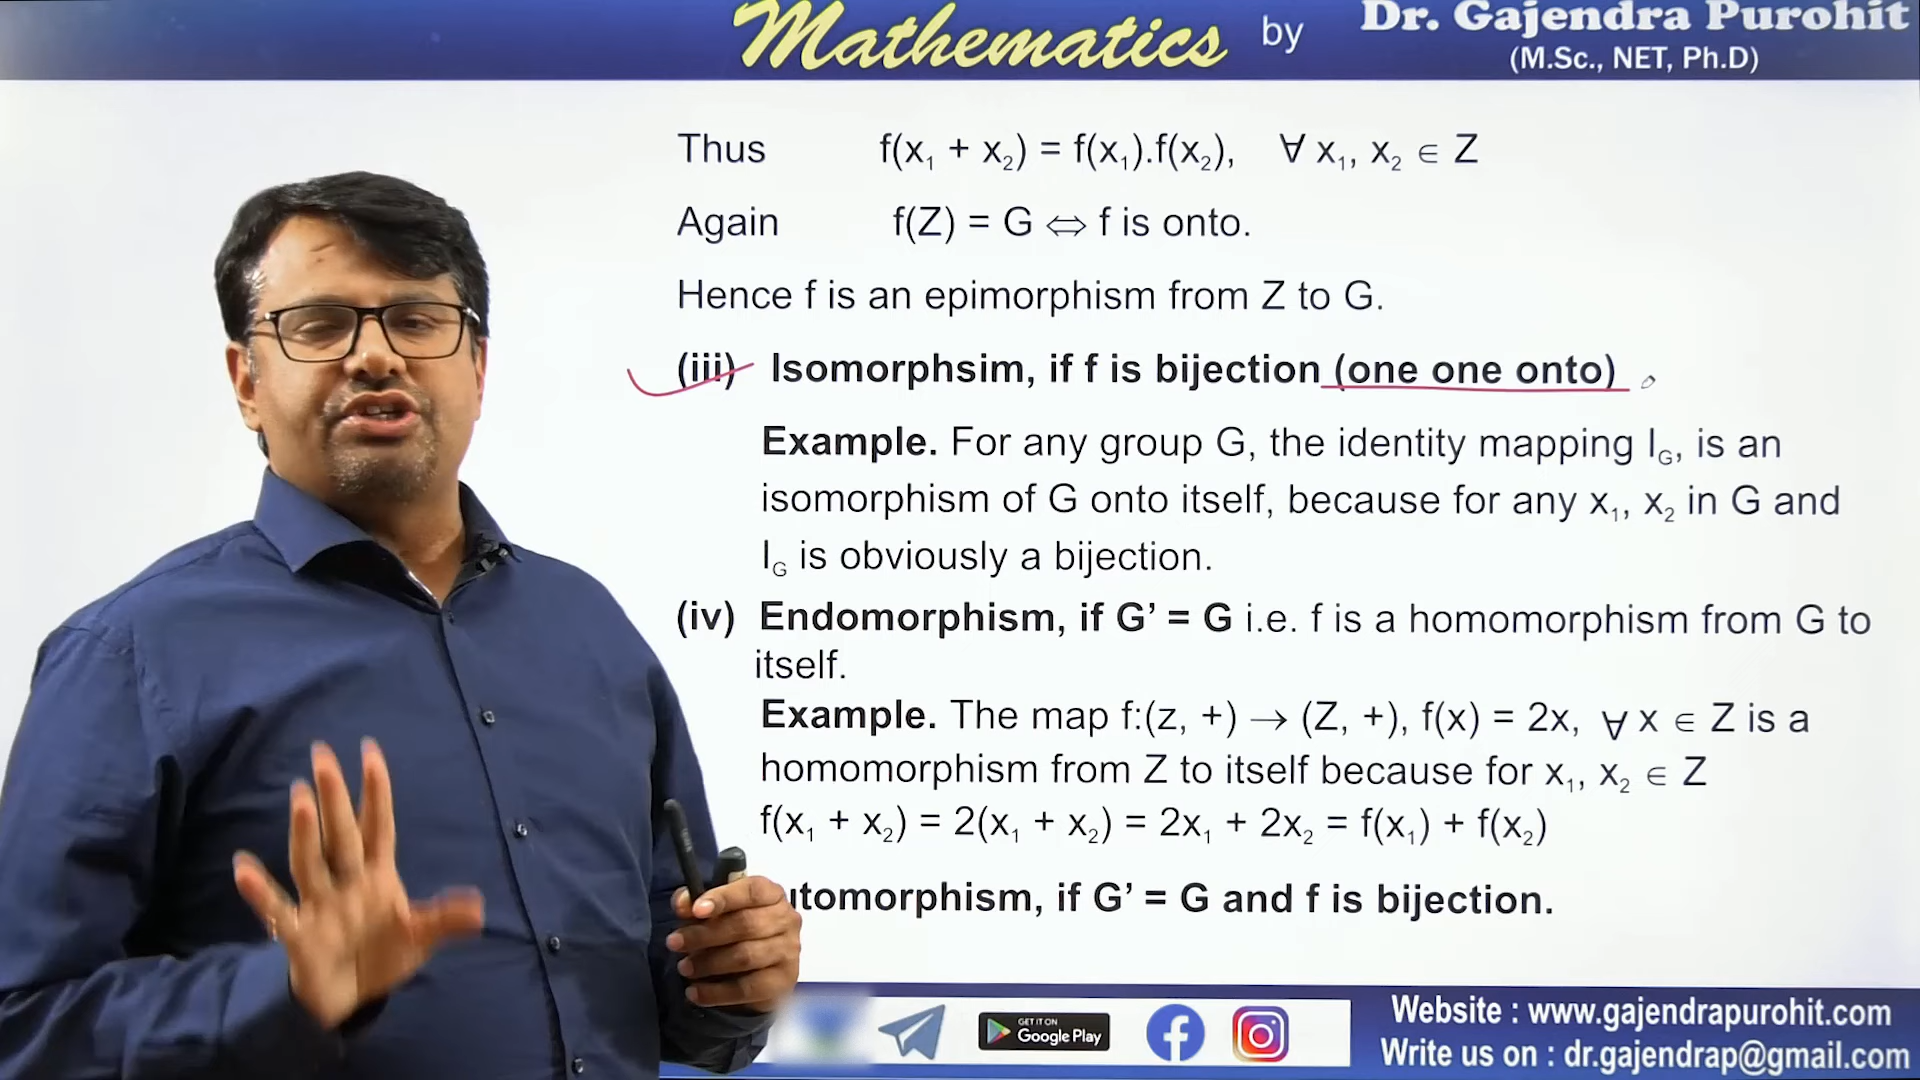 Mathematics by Dr. Gajendra Purohit
(M.Sc., NET, Ph.D)
Thus f(x₁ + x₂) = f(x₁).f(x₂), ∀ x₁, x₂ ∈ Z
Again f(Z) = G ⇔ f is onto.
Hence f is an epimorphism from Z to G.
(iii) Isomorphsim, if f is bijection (one one onto)
Example. For any group G, the identity mapping I_G, is an
isomorphism of G onto itself, because for any x₁, x₂ in G and
I_G is obviously a bijection.
(iv) Endomorphism, if G’ = G i.e. f is a homomorphism from G to
itself.
Example. The map f:(z, +) → (Z, +), f(x) = 2x, ∀ x ∈ Z is a
homomorphism from Z to itself because for x₁, x₂ ∈ Z
f(x₁ + x₂) = 2(x₁ + x₂) = 2x₁ + 2x₂ = f(x₁) + f(x₂)
utomorphism, if G’ = G and f is bijection.
GET IT ON
Google Play
Website : www.gajendrapurohit.com
Write us on : dr.gajendrap@gmail.com